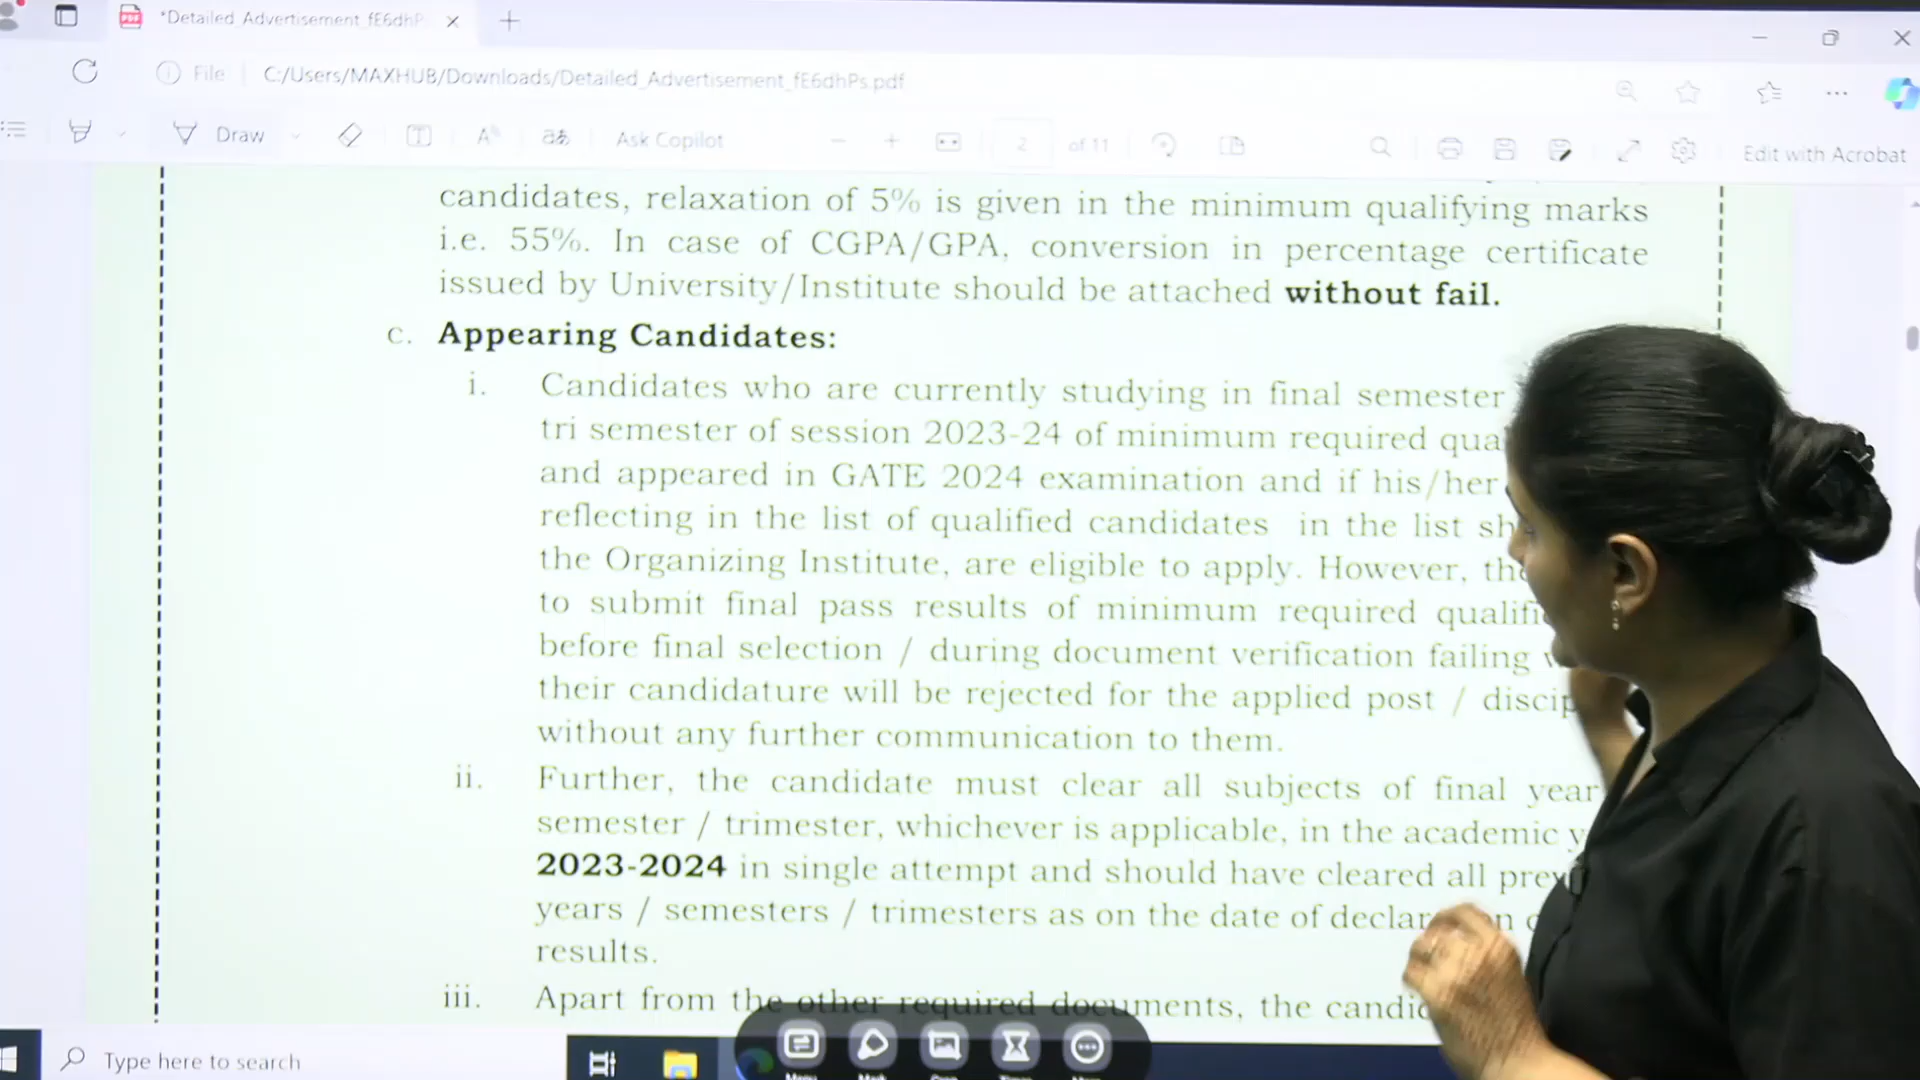 *Detailed_Advertisement_fE6dhP
File
C:/Users/MAXHUB/Downloads/Detailed_Advertisement_fE6dhPs.pdf
Draw
Ask Copilot
2 of 11
Edit with Acrobat
candidates, relaxation of 5% is given in the minimum qualifying marks
i.e. 55%. In case of CGPA/GPA, conversion in percentage certificate
issued by University/Institute should be attached without fail.
c. Appearing Candidates:
i. Candidates who are currently studying in final semester
tri semester of session 2023-24 of minimum required qua
and appeared in GATE 2024 examination and if his/her
reflecting in the list of qualified candidates in the list sh
the Organizing Institute, are eligible to apply. However, the
to submit final pass results of minimum required qualifi
before final selection / during document verification failing
their candidature will be rejected for the applied post / discip
without any further communication to them.
ii. Further, the candidate must clear all subjects of final year
semester / trimester, whichever is applicable, in the academic y
2023-2024 in single attempt and should have cleared all prev
years / semesters / trimesters as on the date of declaration
results.
iii. Apart from the other required documents, the candid
Type here to search